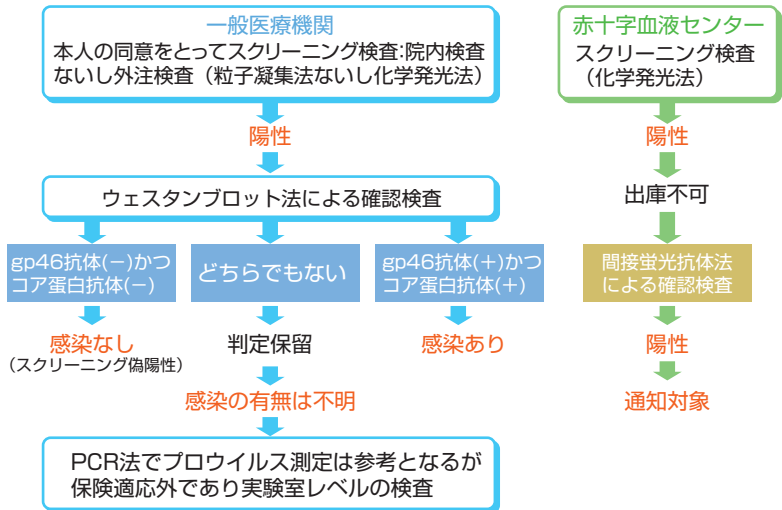 一般医療機関
本人の同意をとってスクリーニング検査:院内検査
ないし外注検査（粒子凝集法ないし化学発光法）
陽性
ウェスタンブロット法による確認検査
gp46抗体(−)かつ
コア蛋白抗体(−)
どちらでもない
gp46抗体(+)かつ
コア蛋白抗体(+)
感染なし
（スクリーニング偽陽性）
判定保留
感染あり
感染の有無は不明
PCR法でプロウイルス測定は参考となるが
保険適応外であり実験室レベルの検査
赤十字血液センター
スクリーニング検査
（化学発光法）
陽性
出庫不可
間接蛍光抗体法
による確認検査
陽性
通知対象